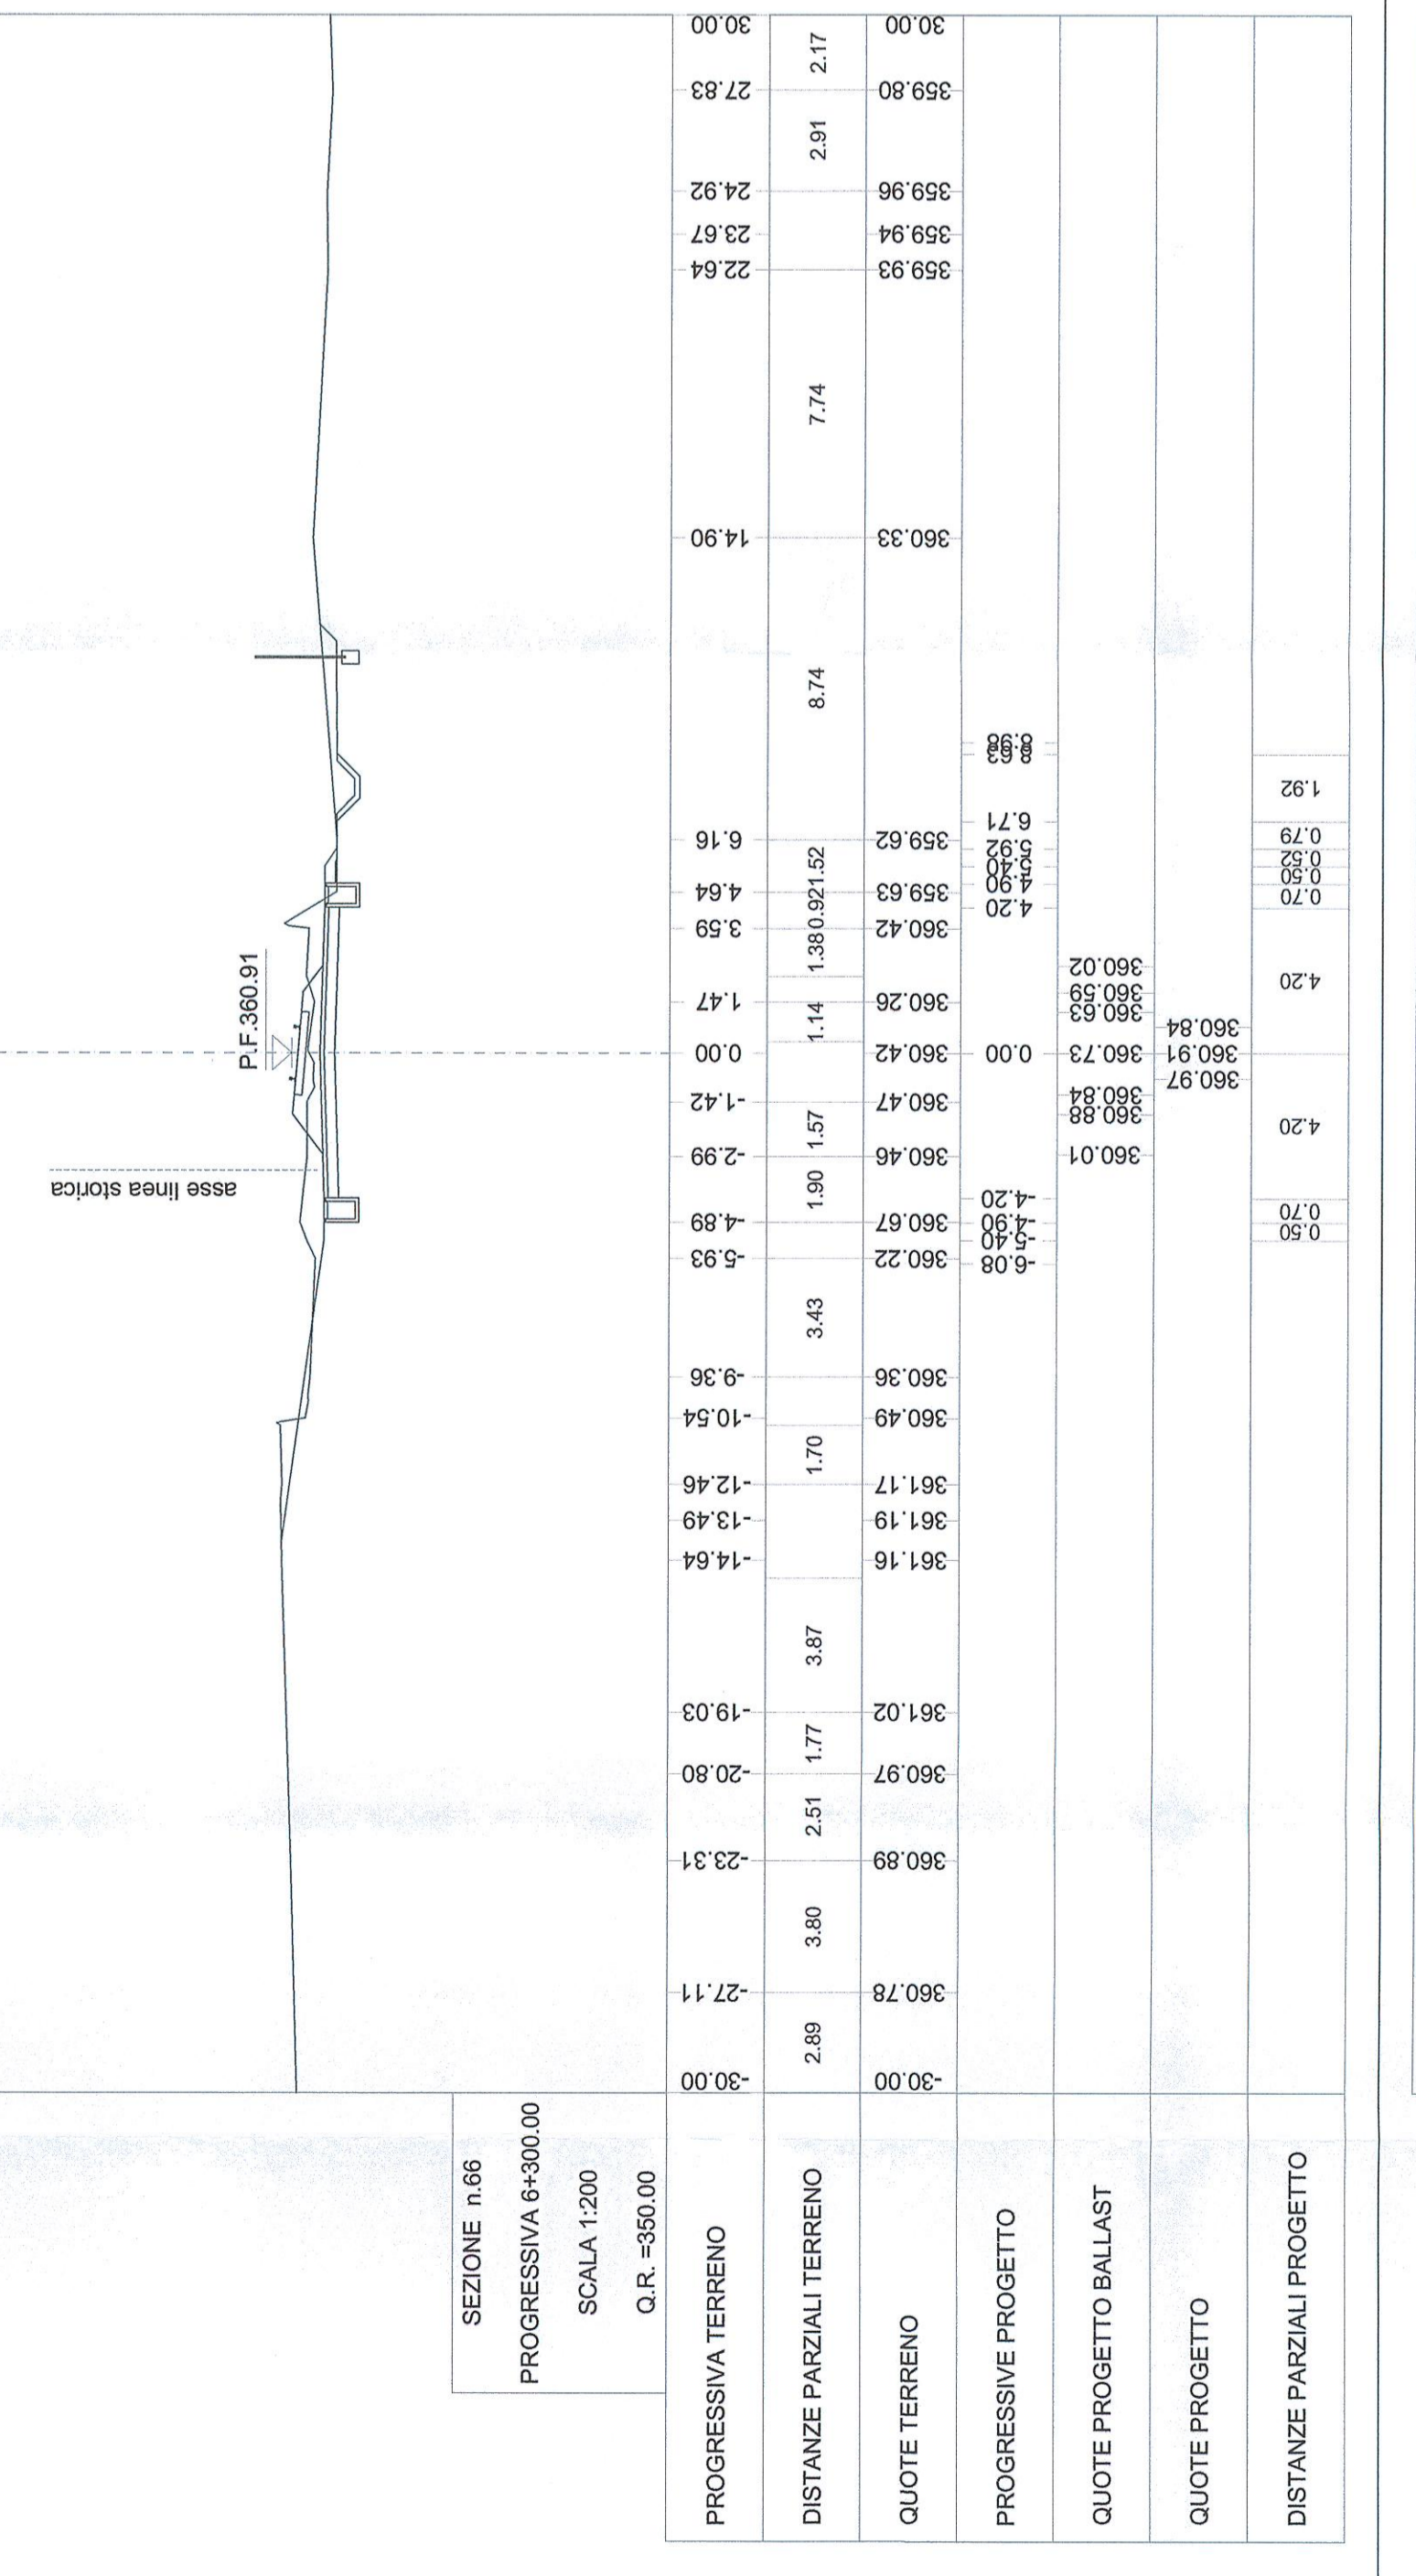 P.F.360.91
asse linea storica
SEZIONE n.66
PROGRESSIVA 6+300.00
SCALA 1:200
Q.R. =350.00
PROGRESSIVA TERRENO
-30.00 -27.11 -23.31 -20.80 -19.03 -14.64 -13.49 -12.46 -10.54 -9.36 -5.93 -4.89 -2.99 -1.42 0.00 1.47 3.59 4.64 6.16 14.90 22.64 23.67 24.92 27.83 30.00
DISTANZE PARZIALI TERRENO
2.89 3.80 2.51 1.77 3.87 1.70 3.43 1.90 1.57 1.14 1.38 0.92 1.52 8.74 7.74 2.91 2.17
QUOTE TERRENO
-30.00 360.78 360.89 360.97 361.02 361.16 361.19 361.17 360.49 360.36 360.22 360.67 360.46 360.47 360.42 360.26 360.42 359.63 359.62 360.33 359.93 359.94 359.96 359.80 30.00
PROGRESSIVE PROGETTO
-6.08 -5.40 -4.90 -4.20 0.00 4.20 4.90 5.40 5.92 6.71 8.63 8.98
QUOTE PROGETTO BALLAST
360.01 360.88 360.84 360.73 360.63 360.59 360.02
QUOTE PROGETTO
360.97 360.91 360.84
DISTANZE PARZIALI PROGETTO
0.50 0.70 4.20 4.20 0.70 0.50 0.52 0.79 1.92